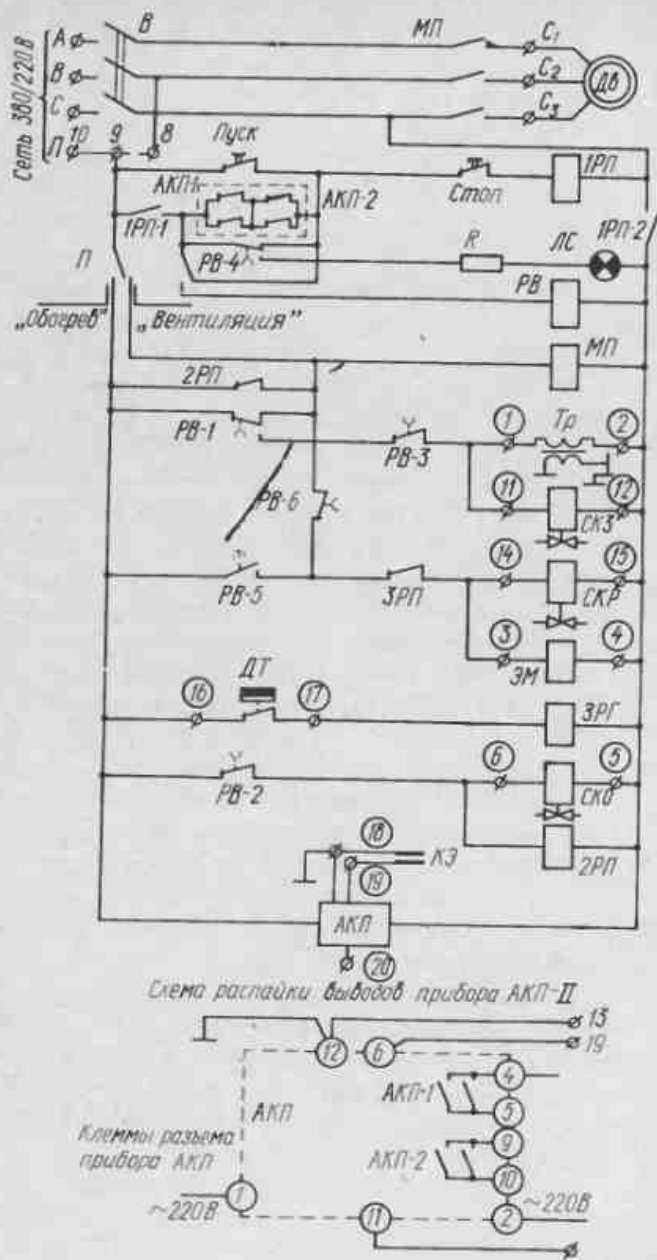 Сеть 380/220 В
А В МП С1
В С2 ДВ
С С3
П 10 9 8
Пуск Стоп 1РП
АКП-1 АКП-2
1РП-1 1РП-2
П РВ-4 R ЛС
РВ
„Обогрев" „Вентиляция"
МП
2РП
РВ-1 РВ-3 1 Тр 2
РВ-6 11 СКЗ 12
РВ-5 3РП 14 СКР 15
3 ЭМ 4
16 ДТ 17 3РГ
РВ-2 6 СКО 5
2РП
18 КЭ
19
АКП
20
Схема распайки выводов прибора АКП-II
13
12 6 19
АКП АКП-1 4
5
Клеммы разъема
прибора АКП
АКП-2 9
10
1 ~220В
11 2 ~220В